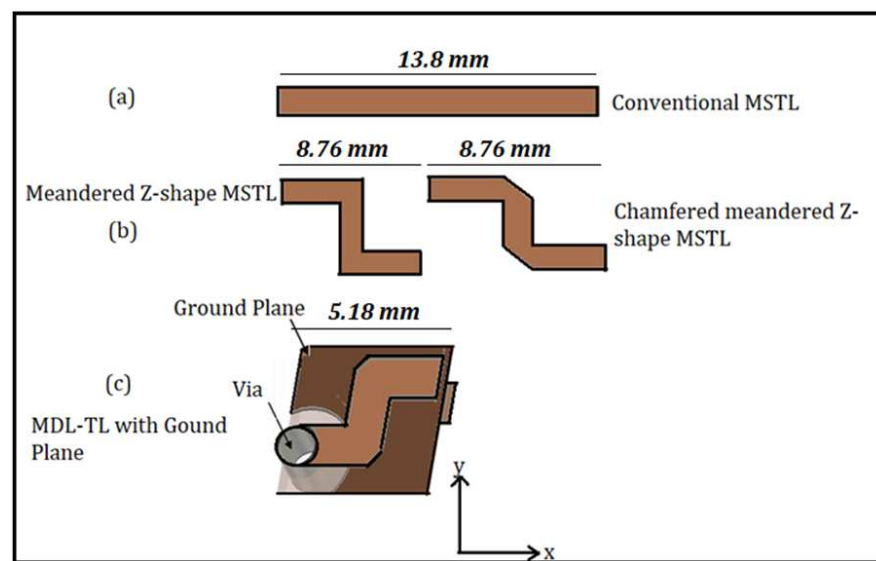 13.8 mm
(a)
Conventional MSTL
8.76 mm
8.76 mm
Meandered Z-shape MSTL
Chamfered meandered Z-
shape MSTL
(b)
Ground Plane
5.18 mm
(c)
Via
MDL-TL with Gound
Plane
y
x